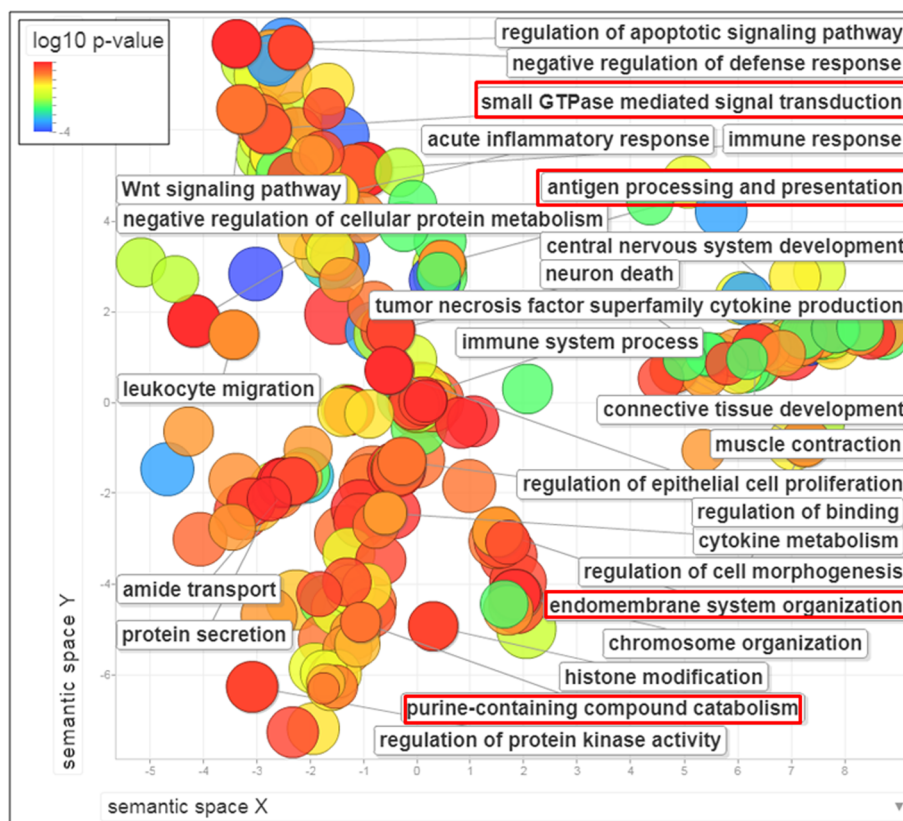 log10 p-value
-4
regulation of apoptotic signaling pathway
negative regulation of defense response
small GTPase mediated signal transduction
acute inflammatory response
immune response
Wnt signaling pathway
antigen processing and presentation
negative regulation of cellular protein metabolism
central nervous system development
neuron death
tumor necrosis factor superfamily cytokine production
immune system process
leukocyte migration
connective tissue development
muscle contraction
regulation of epithelial cell proliferation
regulation of binding
cytokine metabolism
regulation of cell morphogenesis
amide transport
endomembrane system organization
protein secretion
chromosome organization
histone modification
purine-containing compound catabolism
regulation of protein kinase activity
4
2
0
-2
-4
-6
semantic space Y
-5 -4 -3 -2 -1 0 1 2 3 4 5 6 7 8
semantic space X